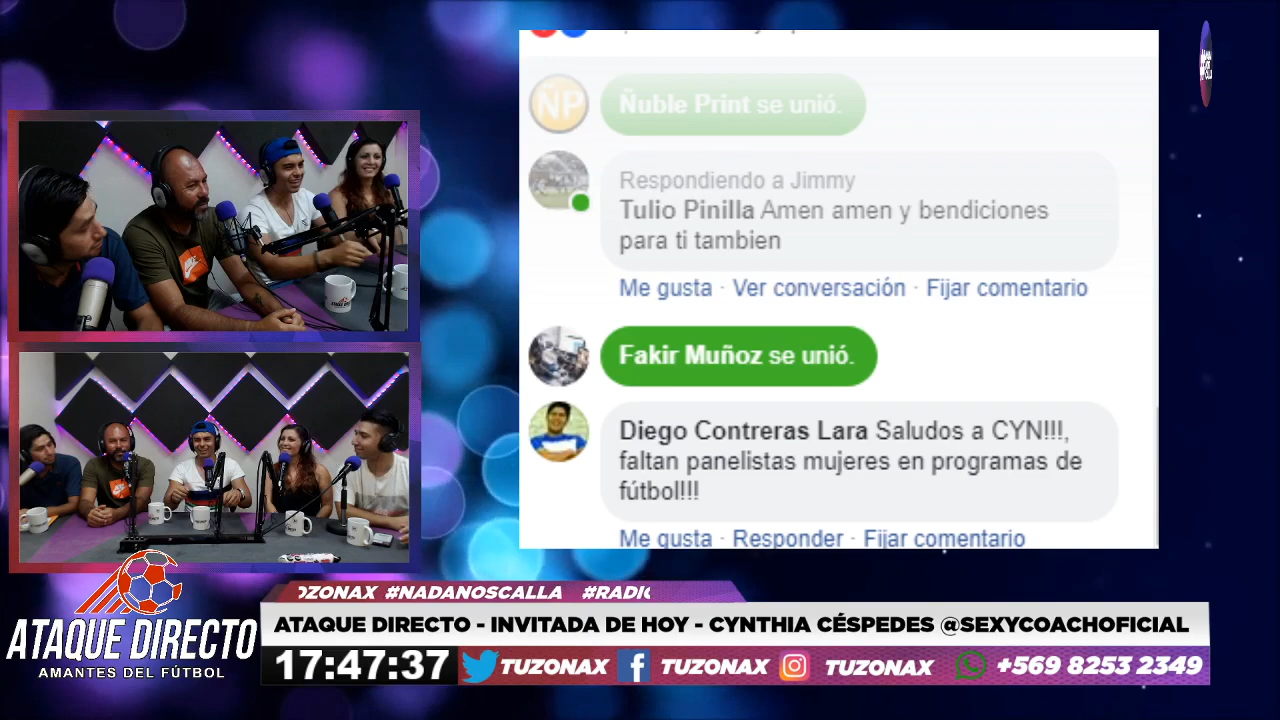 ÑP
Ñuble Print se unió.
Respondiendo a Jimmy
Tulio Pinilla Amen amen y bendiciones
para ti tambien
Me gusta · Ver conversación · Fijar comentario
Fakir Muñoz se unió.
Diego Contreras Lara Saludos a CYN!!!,
faltan panelistas mujeres en programas de
fútbol!!!
Me gusta · Responder · Fijar comentario
#NADANOSCALLA
ATAQUE DIRECTO - INVITADA DE HOY - CYNTHIA CÉSPEDES @SEXYCOACHOFICIAL
ATAQUE DIRECTO
AMANTES DEL FÚTBOL
17:47:37 TUZONAX TUZONAX TUZONAX +569 8253 2349